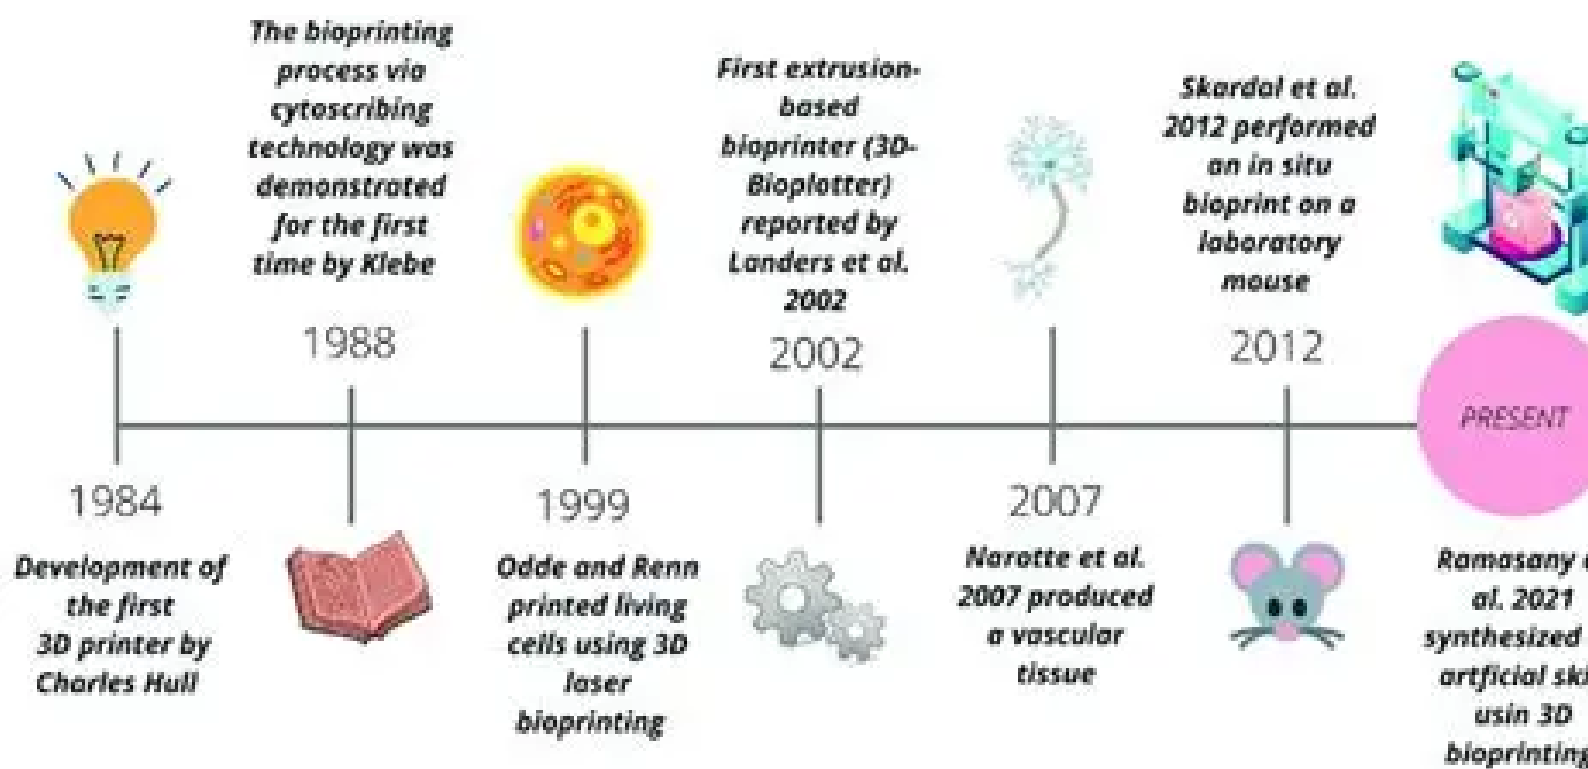 The bioprinting
process via
cytoscribing
technology was
demonstrated
for the first
time by Klebe
1988
First extrusion-
based
bioprinter (3D-
Bioplotter)
reported by
Landers et al.
2002
2002
Skardal et al.
2012 performed
an in situ
bioprint on a
laboratory
mouse
2012
PRESENT
1984
Development of
the first
3D printer by
Charles Hull
1999
Odde and Renn
printed living
cells using 3D
laser
bioprinting
2007
Narotte et al.
2007 produced
a vascular
tissue
Ramasany
al. 2021
synthesized
artficial
usin 3D
bioprinting